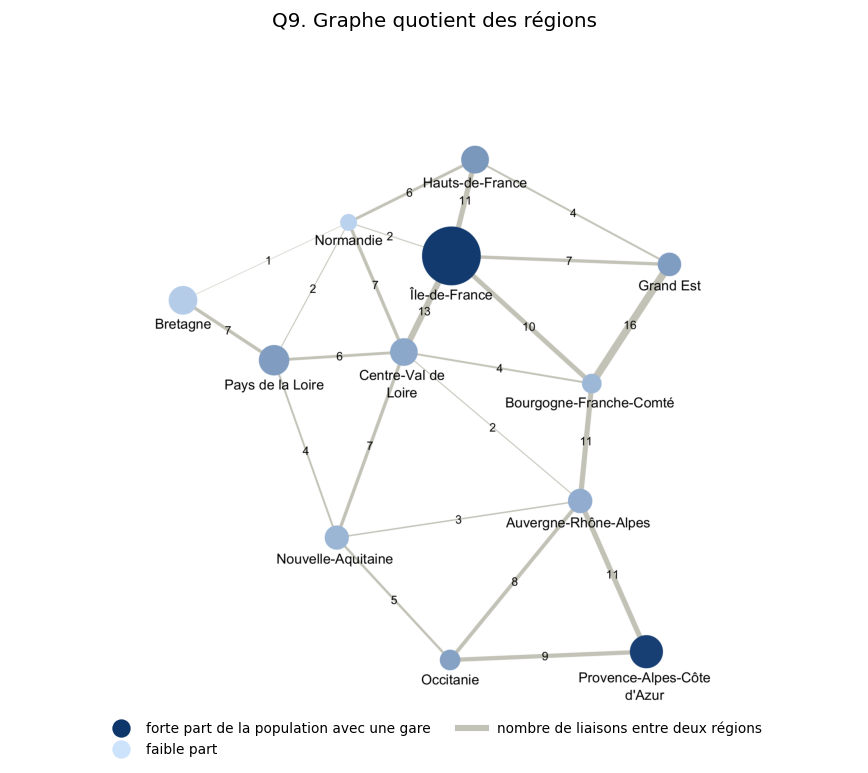 Q9. Graphe quotient des régions
Hauts-de-France
6
11
4
Normandie
2
1
7
Île-de-France
7
Grand Est
2
13
Bretagne
7
10
16
6
Pays de la Loire
Centre-Val de
Loire
4
Bourgogne-Franche-Comté
2
4
7
11
3
Auvergne-Rhône-Alpes
Nouvelle-Aquitaine
8
11
5
9
Occitanie
Provence-Alpes-Côte
d'Azur
forte part de la population avec une gare
faible part
nombre de liaisons entre deux régions